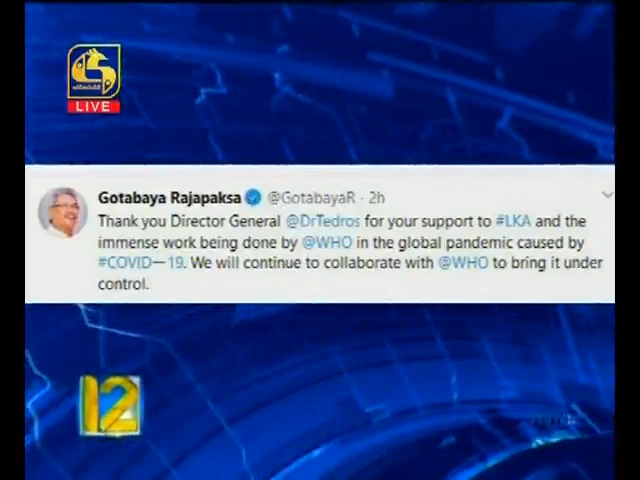 LIVE
Gotabaya Rajapaksa @GotabayaR · 2h
Thank you Director General @DrTedros for your support to #LKA and the
immense work being done by @WHO in the global pandemic caused by
#COVID—19. We will continue to collaborate with @WHO to bring it under
control.
12